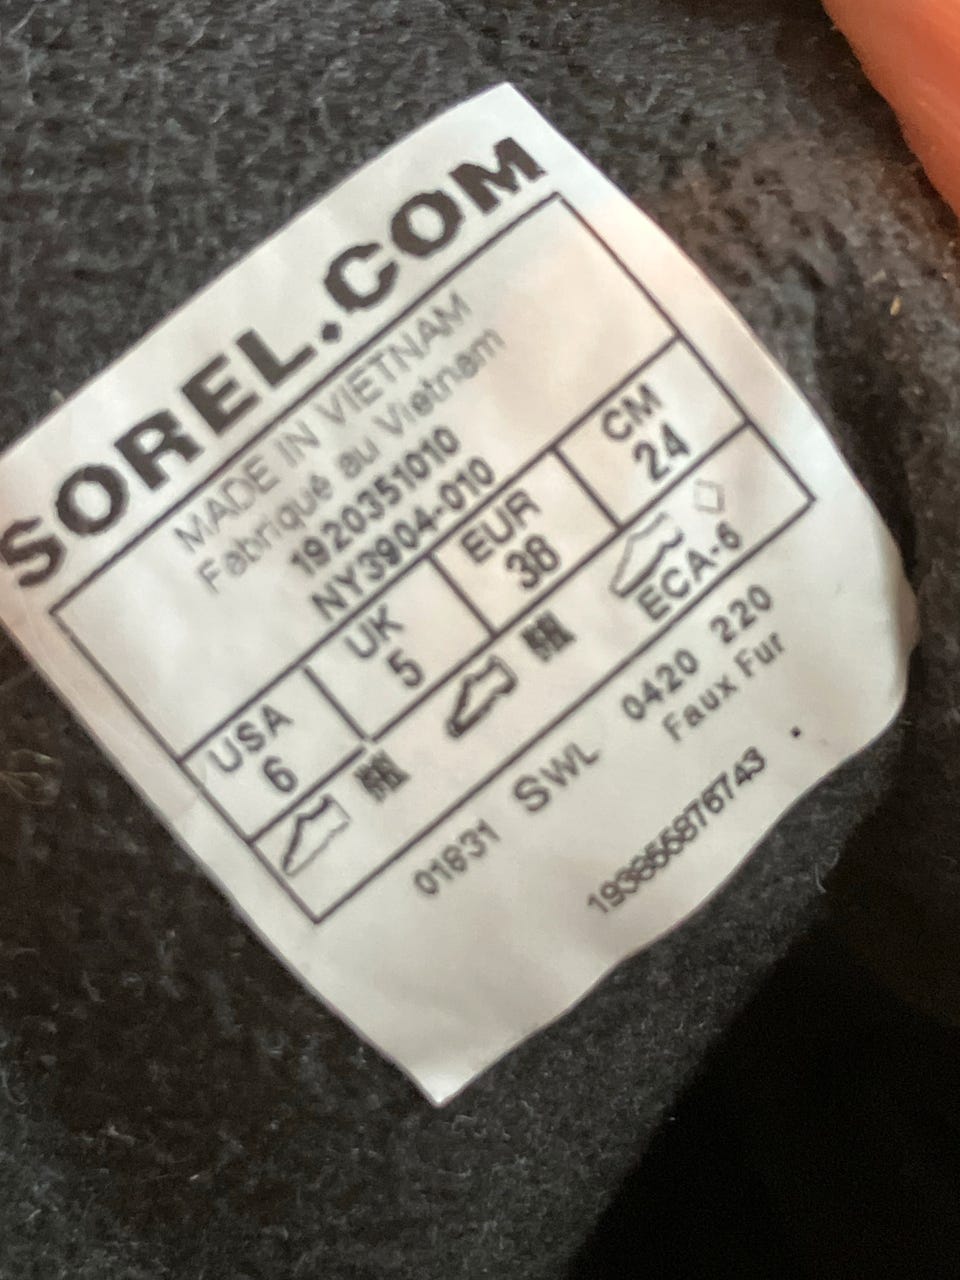 SOREL.COM
MADE IN VIETNAM
Fabriqué au Vietnam
1920351010
NY3904-010
USA UK EUR CM
6 5 38 24
ECA-6
01831 SWL 0420 220
Faux Fur
193855876743